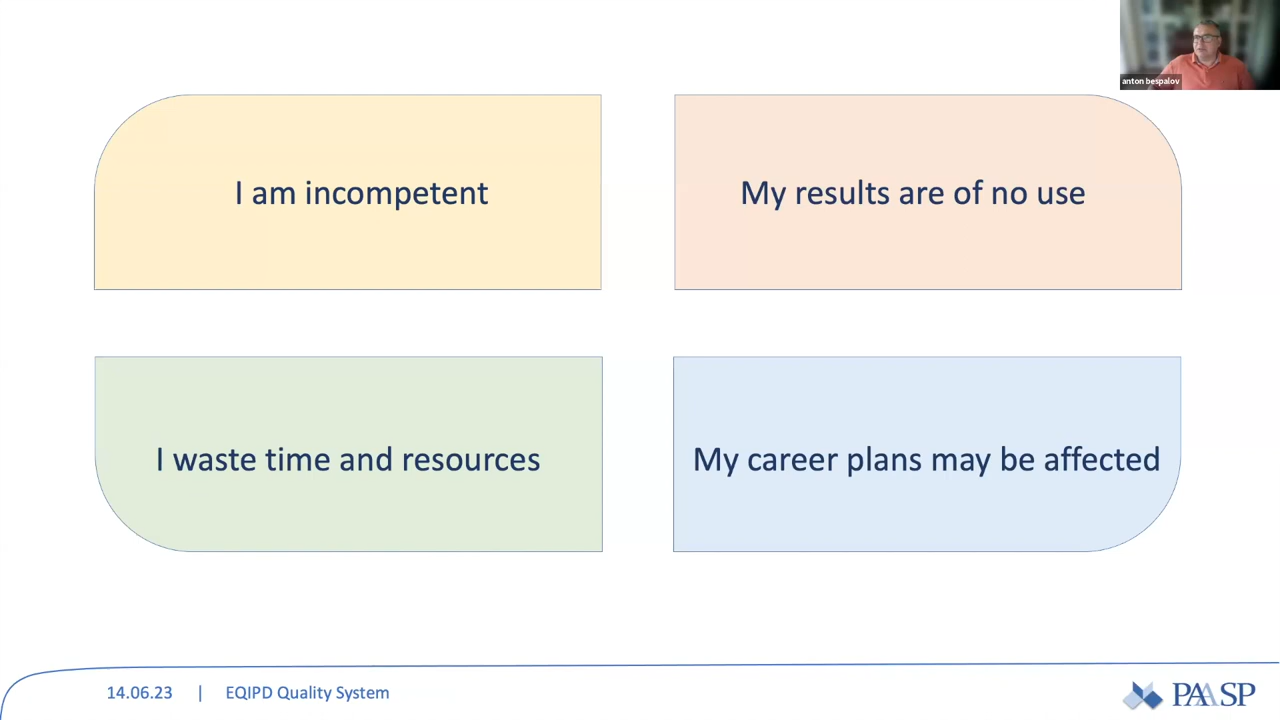 anton bespalov
I am incompetent
My results are of no use
I waste time and resources
My career plans may be affected
14.06.23 | EQIPD Quality System
PAASP